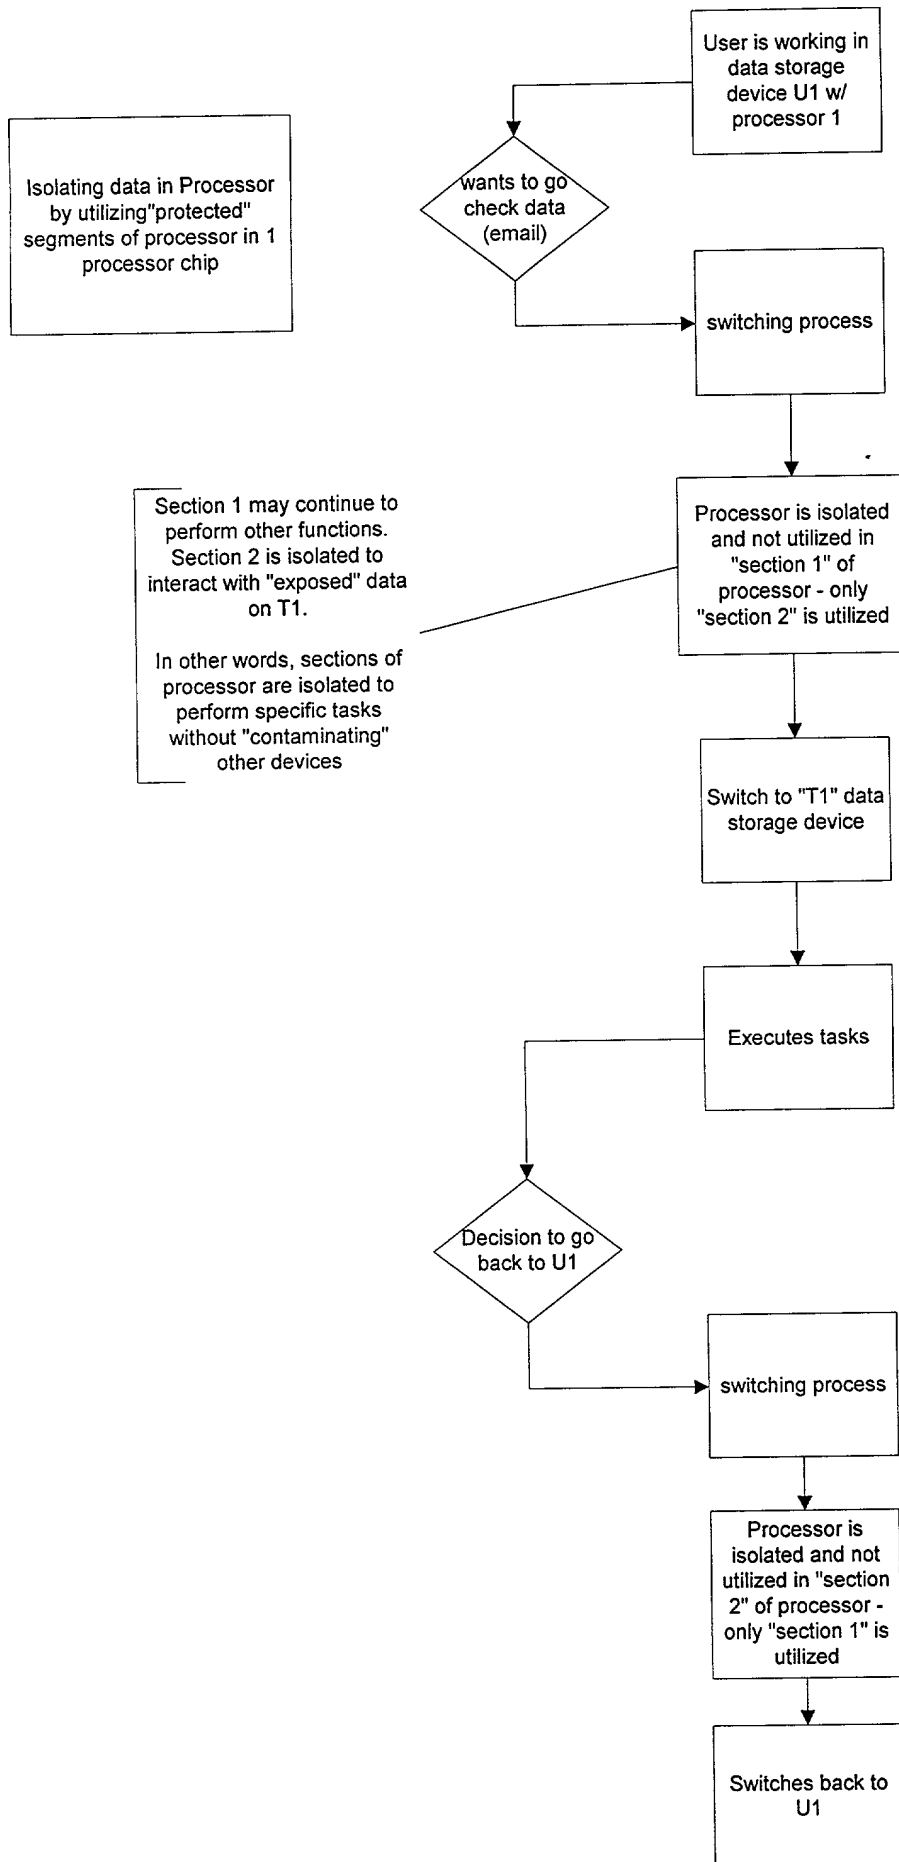 User is working in
data storage
device U1 w/
processor 1
Isolating data in Processor
by utilizing"protected"
segments of processor in 1
processor chip
wants to go
check data
(email)
switching process
Section 1 may continue to
perform other functions.
Section 2 is isolated to
interact with "exposed" data
on T1.
In other words, sections of
processor are isolated to
perform specific tasks
without "contaminating"
other devices
Processor is isolated
and not utilized in
"section 1" of
processor - only
"section 2" is utilized
Switch to "T1" data
storage device
Executes tasks
Decision to go
back to U1
switching process
Processor is
isolated and not
utilized in "section
2" of processor -
only "section 1" is
utilized
Switches back to
U1